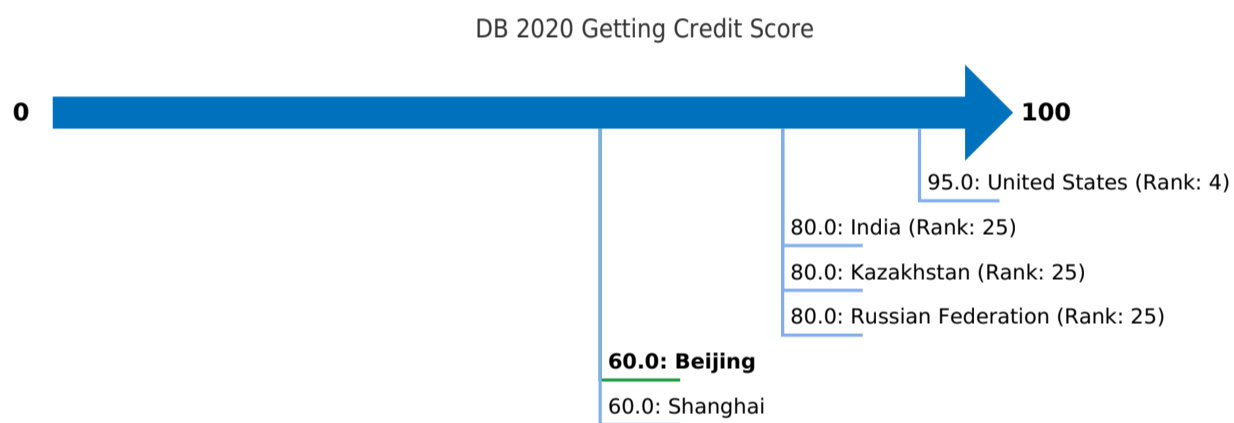 DB 2020 Getting Credit Score
0
100
95.0: United States (Rank: 4)
80.0: India (Rank: 25)
80.0: Kazakhstan (Rank: 25)
80.0: Russian Federation (Rank: 25)
60.0: Beijing
60.0: Shanghai